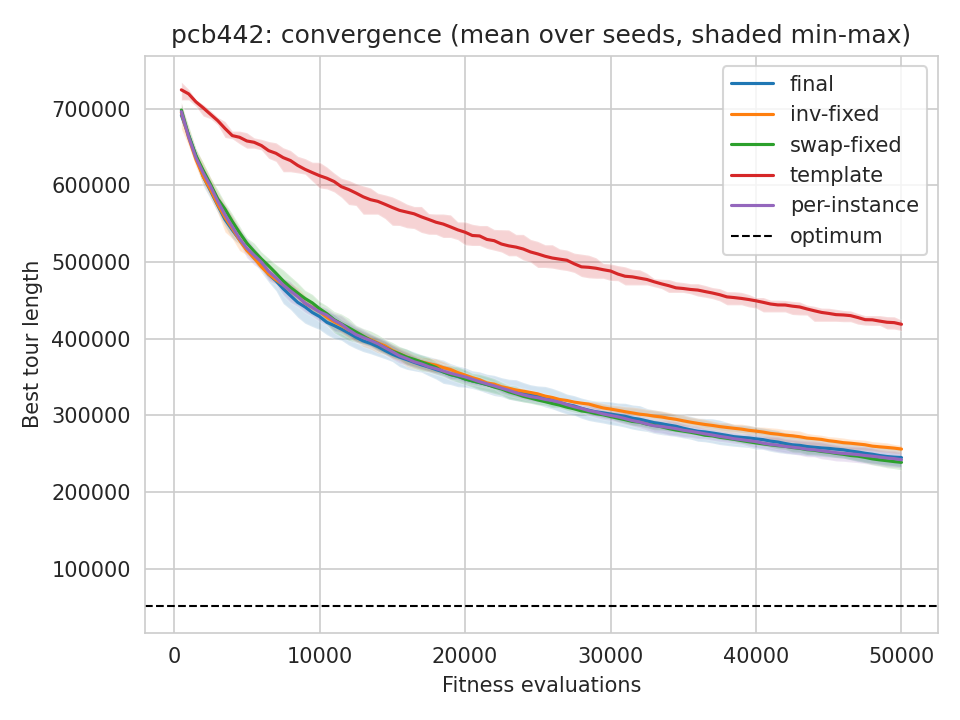 pcb442: convergence (mean over seeds, shaded min-max)
final
inv-fixed
swap-fixed
template
per-instance
optimum
Best tour length
700000
600000
500000
400000
300000
200000
100000
0 10000 20000 30000 40000 50000
Fitness evaluations